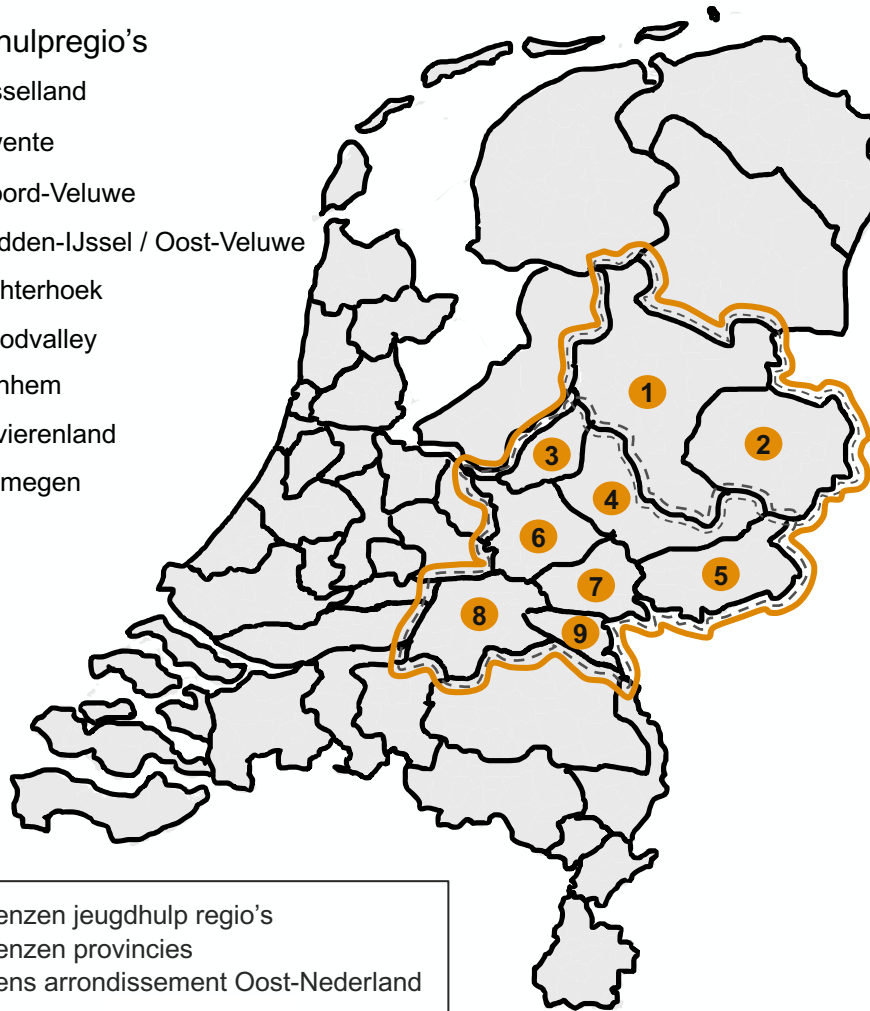 hulpregio's
sselland
ente
oord-Veluwe
dden-IJssel / Oost-Veluwe
hterhoek
odvalley
nhem
vierenland
megen
1
2
3
4
6
5
7
8
9
enzen jeugdhulp regio's
enzen provincies
ens arrondissement Oost-Nederland